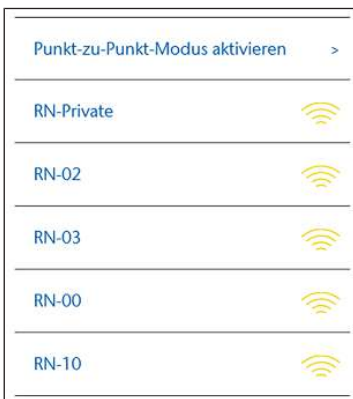 Punkt-zu-Punkt-Modus aktivieren >
RN-Private
RN-02
RN-03
RN-00
RN-10